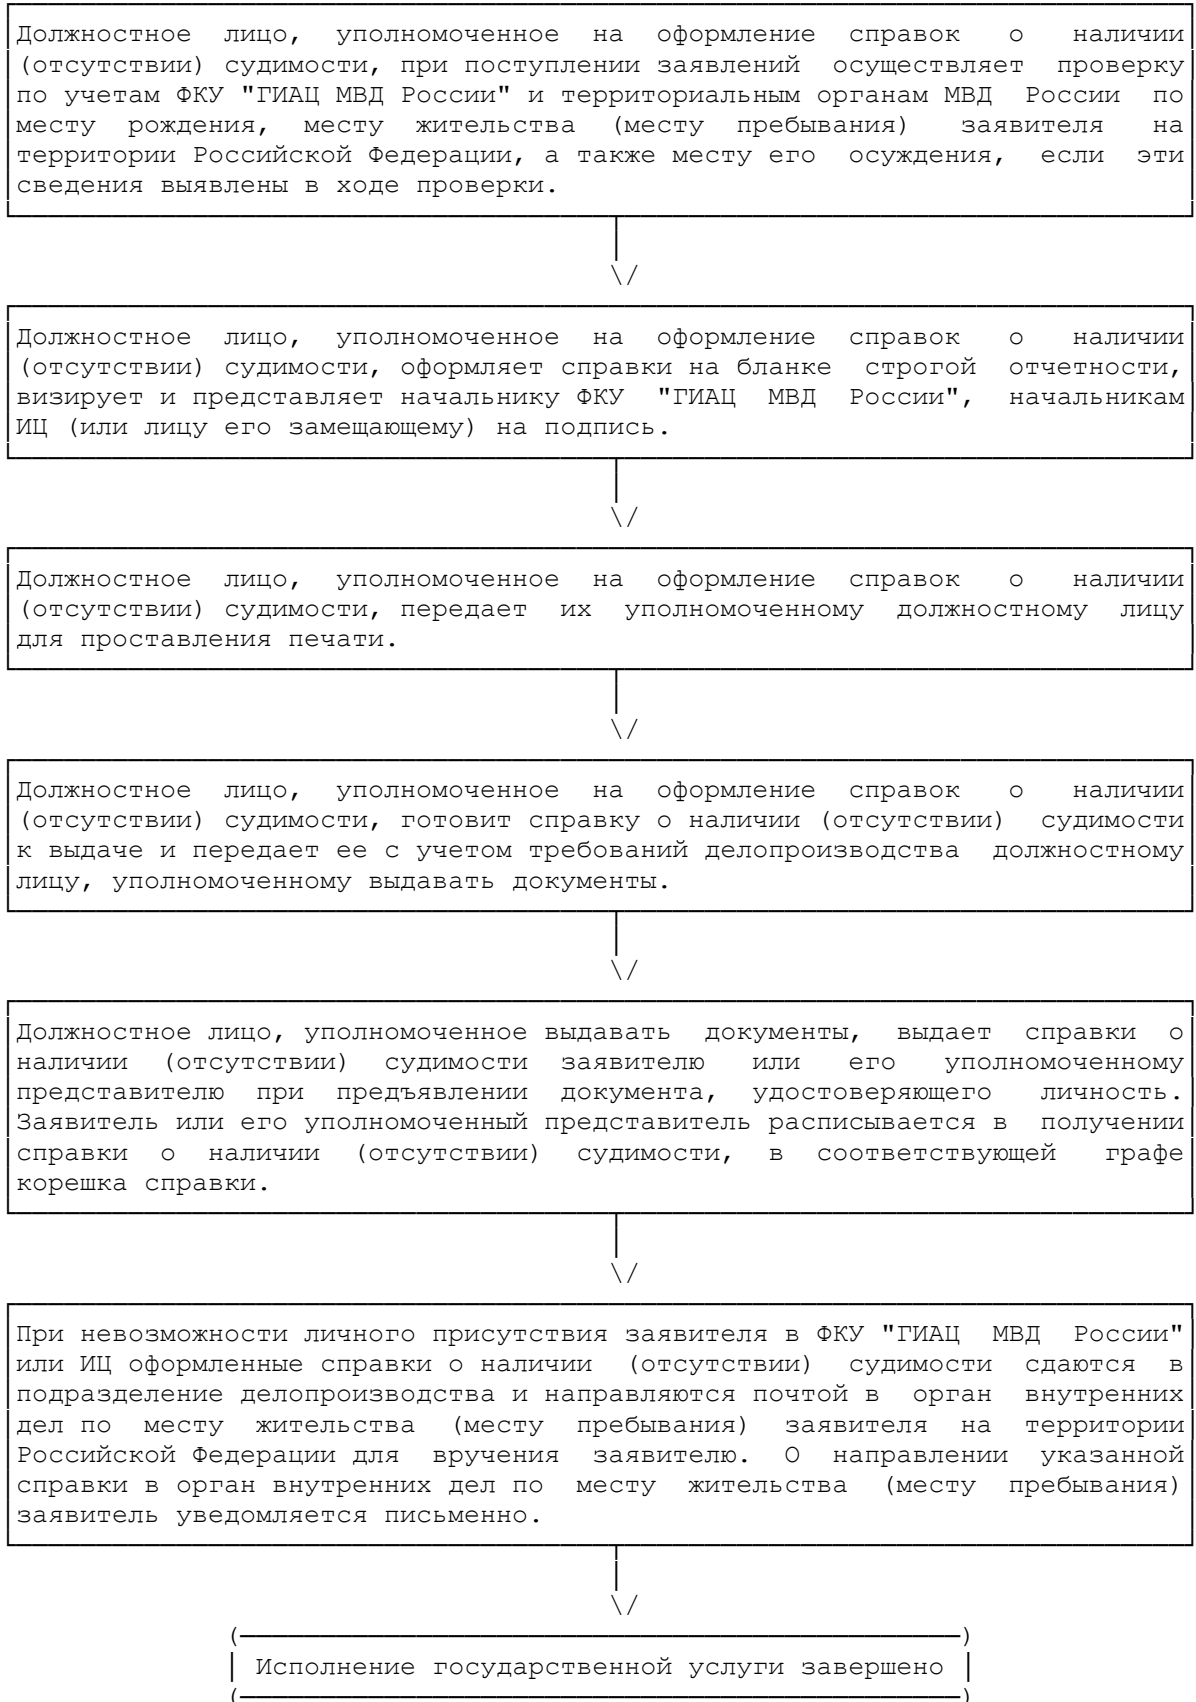 Должностное лицо, уполномоченное на оформление справок о наличии
(отсутствии) судимости, при поступлении заявлений осуществляет проверку
по учетам ФКУ "ГИАЦ МВД России" и территориальным органам МВД России по
месту рождения, месту жительства (месту пребывания) заявителя на
территории Российской Федерации, а также месту его осуждения, если эти
сведения выявлены в ходе проверки.
\/
Должностное лицо, уполномоченное на оформление справок о наличии
(отсутствии) судимости, оформляет справки на бланке строгой отчетности,
визирует и представляет начальнику ФКУ "ГИАЦ МВД России", начальникам
ИЦ (или лицу его замещающему) на подпись.
\/
Должностное лицо, уполномоченное на оформление справок о наличии
(отсутствии) судимости, передает их уполномоченному должностному лицу
для проставления печати.
\/
Должностное лицо, уполномоченное на оформление справок о наличии
(отсутствии) судимости, готовит справку о наличии (отсутствии) судимости
к выдаче и передает ее с учетом требований делопроизводства должностному
лицу, уполномоченному выдавать документы.
\/
Должностное лицо, уполномоченное выдавать документы, выдает справки о
наличии (отсутствии) судимости заявителю или его уполномоченному
представителю при предъявлении документа, удостоверяющего личность.
Заявитель или его уполномоченный представитель расписывается в получении
справки о наличии (отсутствии) судимости, в соответствующей графе
корешка справки.
\/
При невозможности личного присутствия заявителя в ФКУ "ГИАЦ МВД России"
или ИЦ оформленные справки о наличии (отсутствии) судимости сдаются в
подразделение делопроизводства и направляются почтой в орган внутренних
дел по месту жительства (месту пребывания) заявителя на территории
Российской Федерации для вручения заявителю. О направлении указанной
справки в орган внутренних дел по месту жительства (месту пребывания)
заявитель уведомляется письменно.
\/
Исполнение государственной услуги завершено